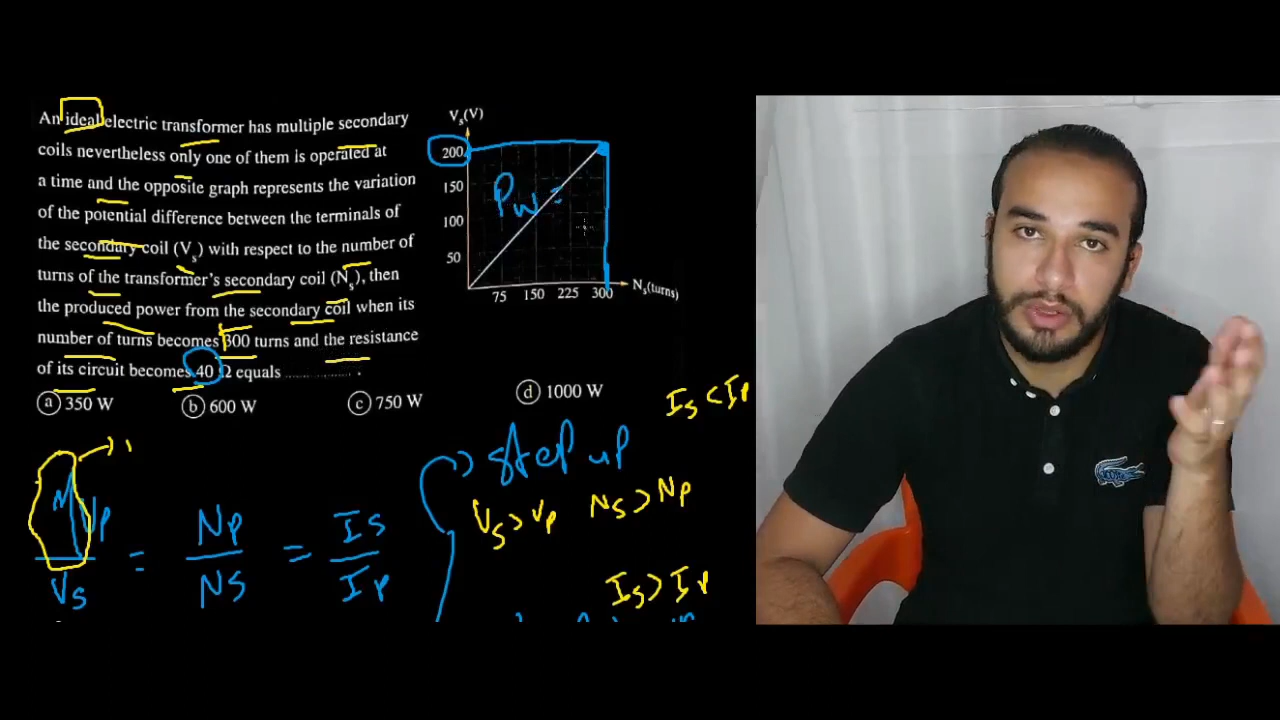 An ideal electric transformer has multiple secondary
coils nevertheless only one of them is operated at
a time and the opposite graph represents the variation
of the potential difference between the terminals of
the secondary coil (Vs) with respect to the number of
turns of the transformer's secondary coil (Ns), then
the produced power from the secondary coil when its
number of turns becomes 300 turns and the resistance
of its circuit becomes 40 Ω equals .................. .
Vs(V)
200
150
100
50
75 150 225 300 Ns(turns)
Pw =
a 350 W
b 600 W
c 750 W
d 1000 W
Is < Ip
step up
Vs > Vp Ns > Np
Is > Ip
Vp / Vs = Np / Ns = Is / Ip